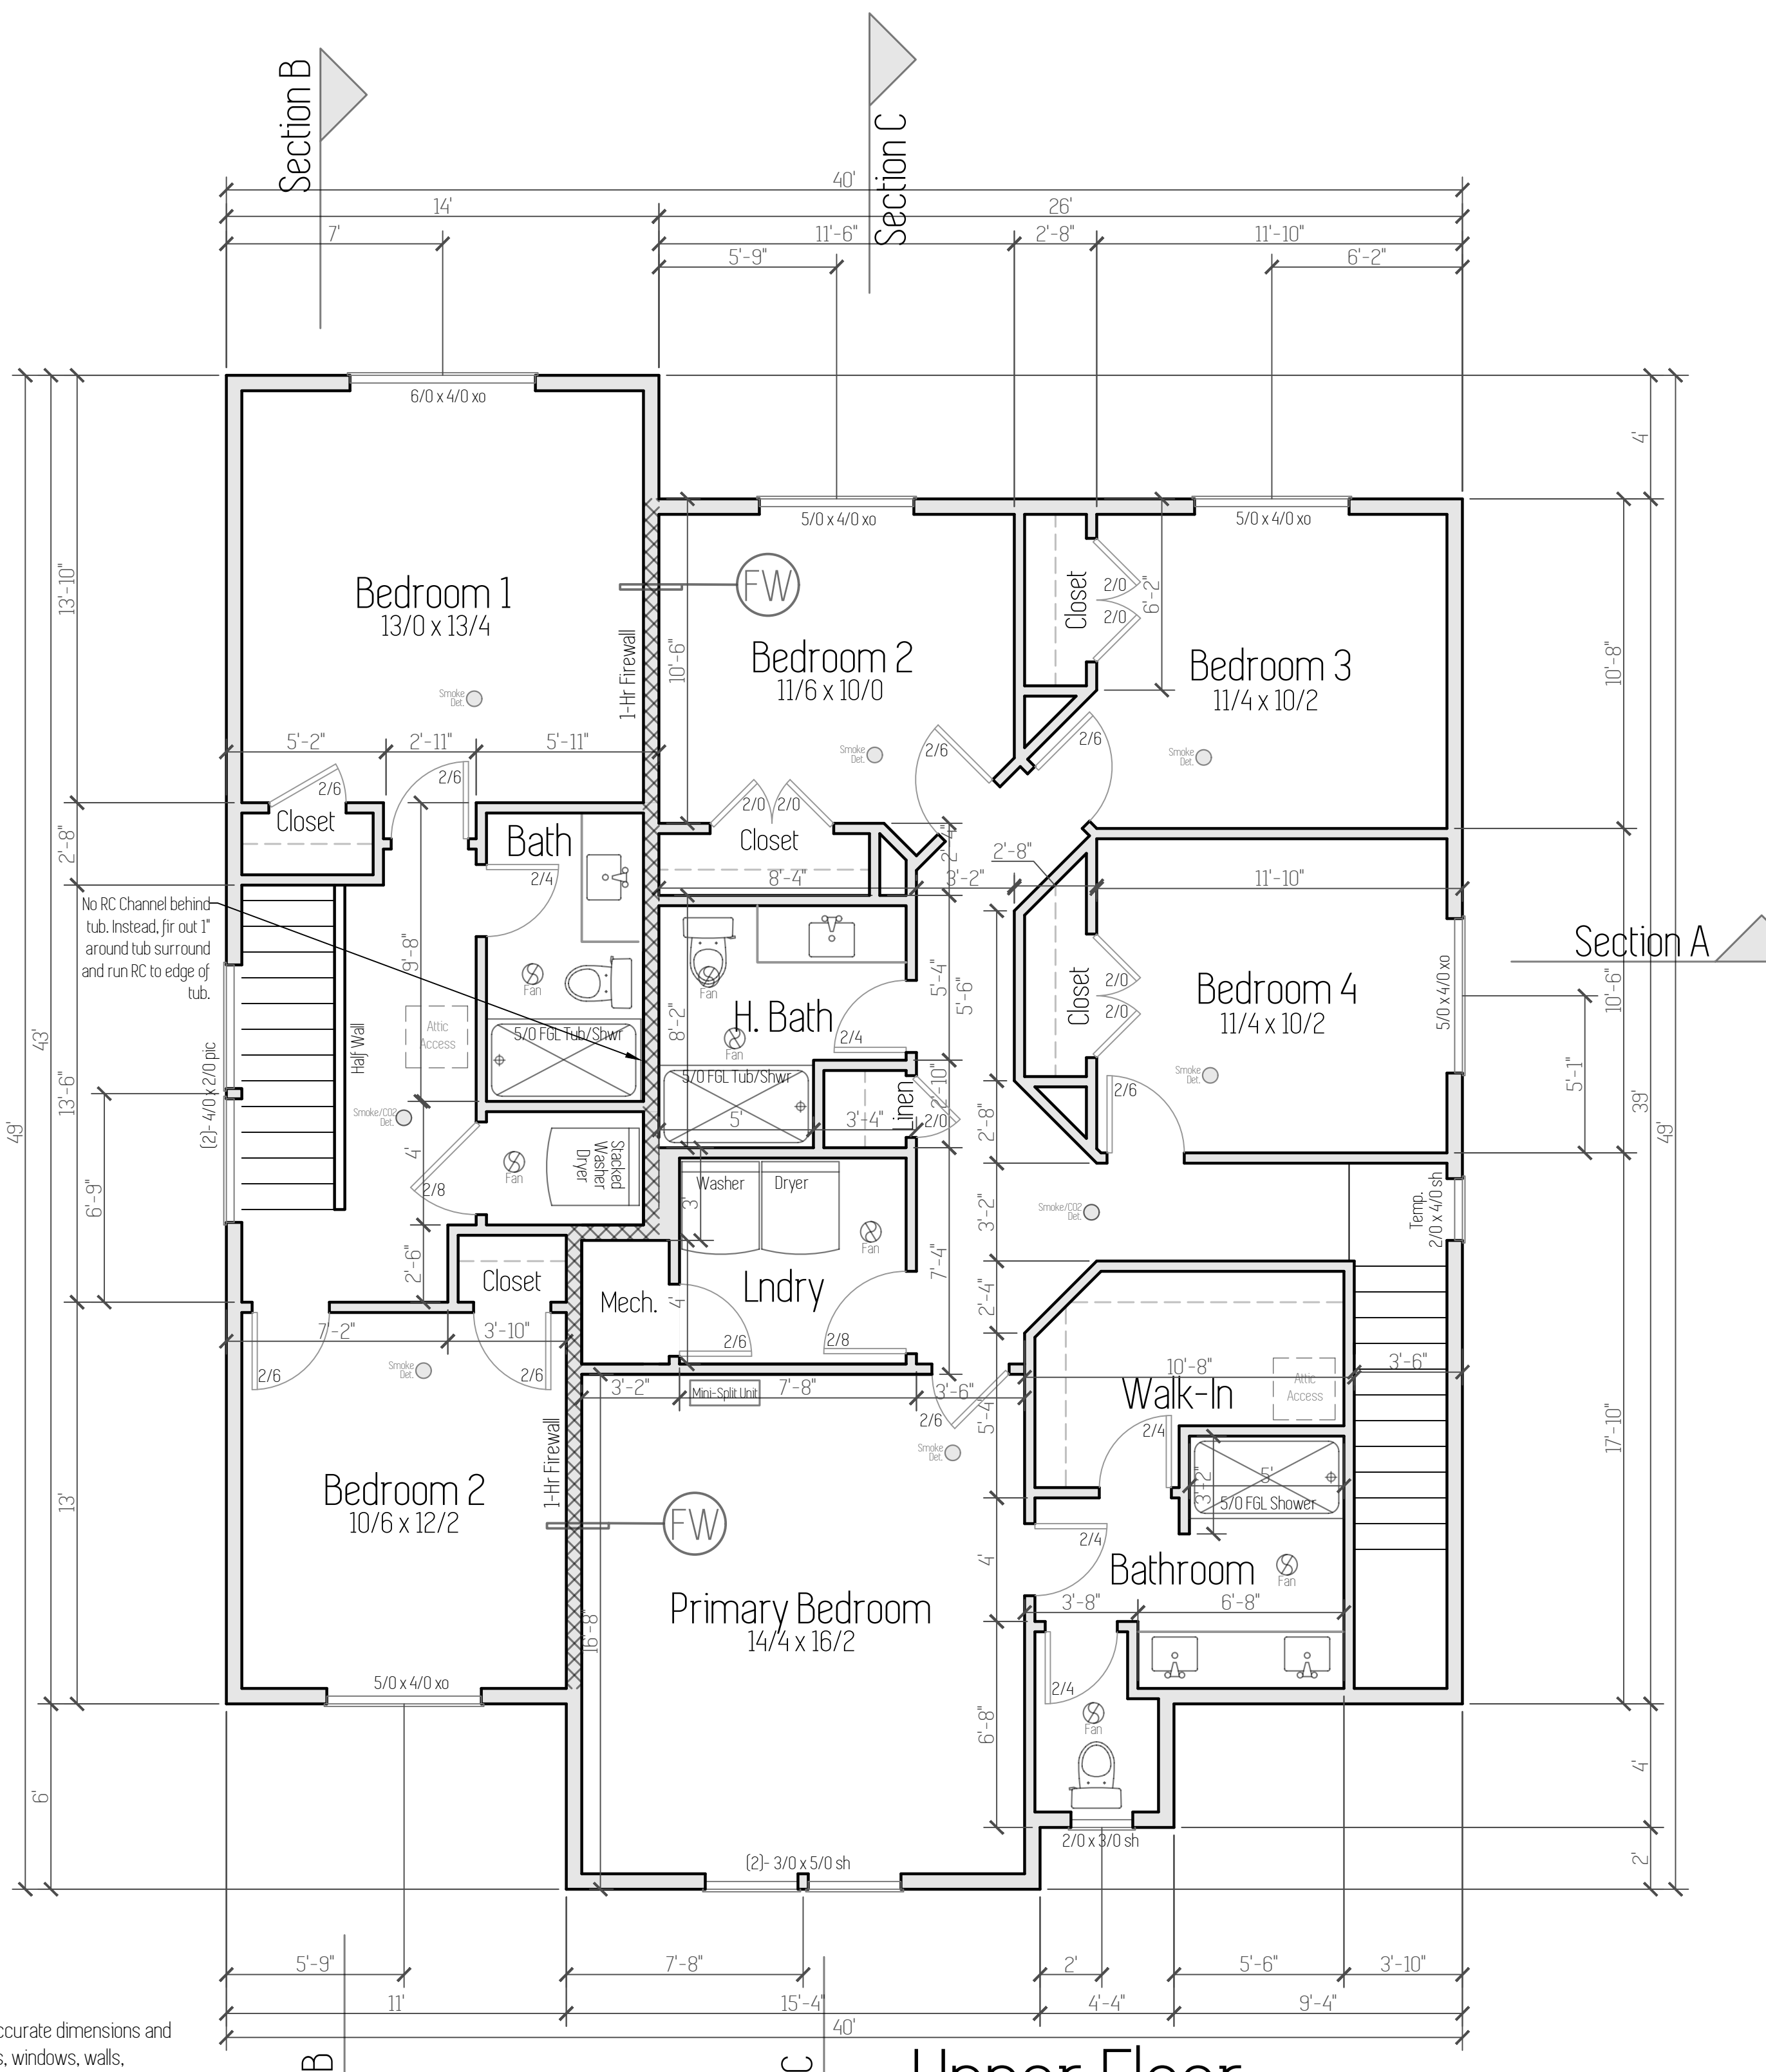 Section B
Section C
40'
14'
26'
7'
11'-6"
2'-8"
11'-10"
5'-9"
6'-2"
6/0 x 4/0 xo
5/0 x 4/0 xo
5/0 x 4/0 xo
4'
49'
43'
13'-10"
Bedroom 1
13/0 x 13/4
FW
1-Hr Firewall
Bedroom 2
11/6 x 10/0
10'-6"
Closet
2/0
2/0
6'-2"
Bedroom 3
11/4 x 10/2
10'-8"
Smoke
Det.
Smoke
Det.
Smoke
Det.
2/6
2/6
5'-2"
2'-11"
5'-11"
2/6
2/6
Closet
2'-8"
Bath
2/4
2/0
2/0
Closet
8'-4"
2'-4"
3'-2"
2'-8"
11'-10"
No RC Channel behind
tub. Instead, fir out 1"
around tub surround
and run RC to edge of
tub.
9'-8"
Half Wall
Attic
Access
Fan
5/0 FGL Tub/Shwr
Fan
H. Bath
Fan
8'-2"
2/4
5'-4"
5'-6"
Closet
2/0
2/0
Bedroom 4
11/4 x 10/2
5/0 x 4/0 xo
Section A
10'-6"
5'-1"
39'
49'
Smoke
Det.
2/6
(2)- 4/0 x 2/0 pic
13'-6"
6'-9"
Smoke/CO2
Det.
4'
2/8
Fan
Stacked
Washer
Dryer
5/0 FGL Tub/Shwr
5'
3'-4"
Linen
2/0
2'-10"
2'-8"
Washer
Dryer
3'
Fan
Lndry
7'-4"
3'-2"
Smoke/CO2
Det.
Temp.
2/0 x 4/0 sh
2'-6"
Closet
Mech.
4'
2/6
2/8
2'-4"
7'-2"
3'-10"
2/6
2/6
Smoke
Det.
3'-2"
Mini-Split Unit
7'-8"
3'-6"
2/6
Smoke
Det.
5'-4"
10'-8"
3'-6"
Walk-In
Attic
Access
2/4
17'-10"
13'
1-Hr Firewall
Bedroom 2
10/6 x 12/2
FW
3'-2"
5'
5/0 FGL Shower
2/4
4'
Bathroom
Fan
3'-8"
6'-8"
Primary Bedroom
14/4 x 16/2
16'-8"
5/0 x 4/0 xo
2/4
Fan
6'-8"
6'
4'
2'
2/0 x 3/0 sh
(2)- 3/0 x 5/0 sh
5'-9"
7'-8"
2'
5'-6"
3'-10"
11'
15'-4"
4'-4"
9'-4"
40'
ccurate dimensions and
s, windows, walls,
B
C
Upper Floor